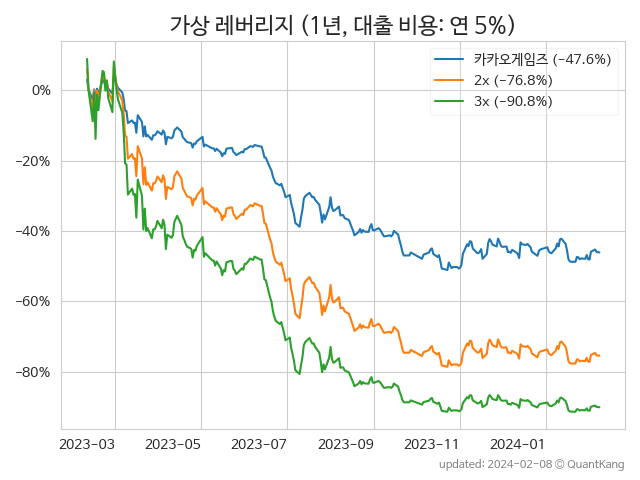 가상 레버리지 (1년, 대출 비용: 연 5%)
카카오게임즈 (−47.6%)
2x (−76.8%)
3x (−90.8%)
0%
−20%
−40%
−60%
−80%
2023-03 2023-05 2023-07 2023-09 2023-11 2024-01
updated: 2024-02-08 © QuantKang